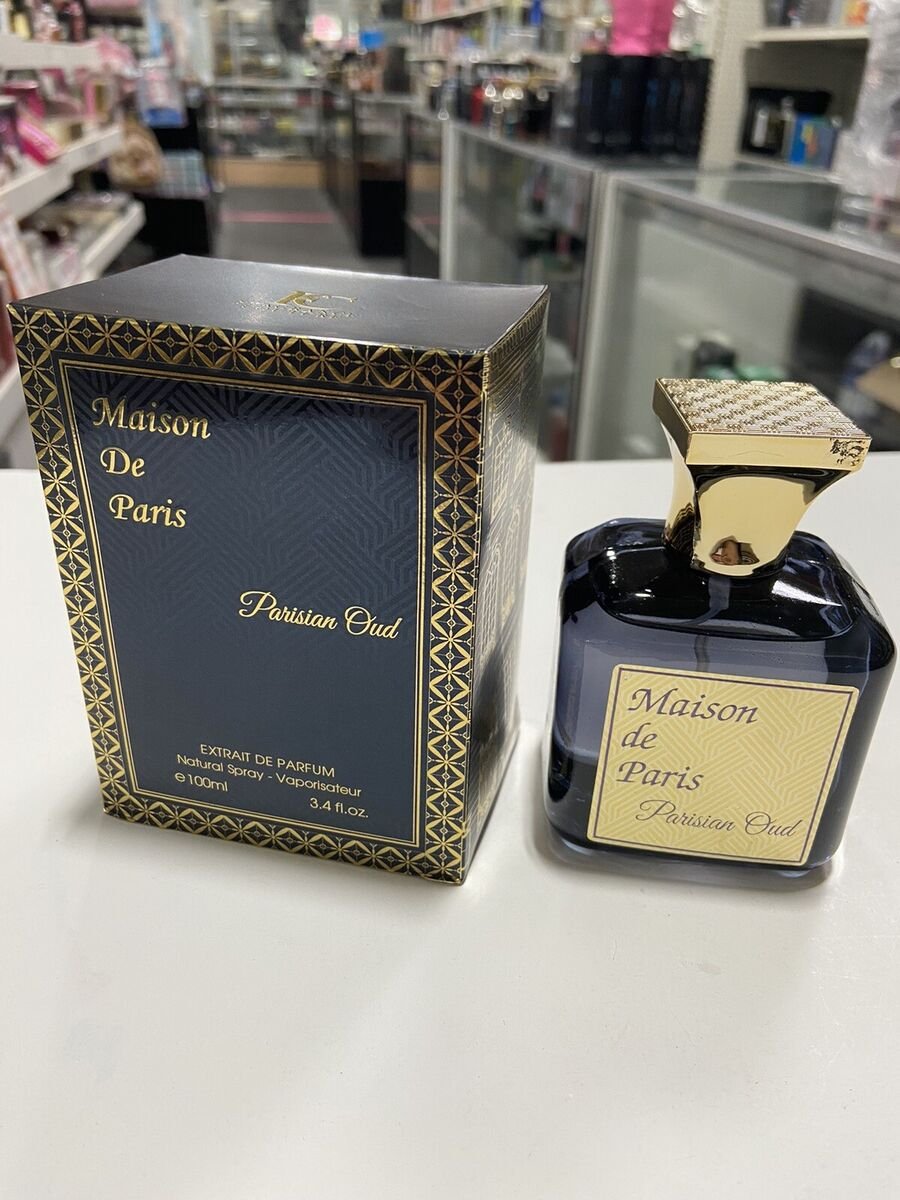 Maison
De
Paris
Parisian Oud
EXTRAIT DE PARFUM
Natural Spray - Vaporisateur
℮100ml
3.4 fl.oz.
Maison
de
Paris
Parisian Oud